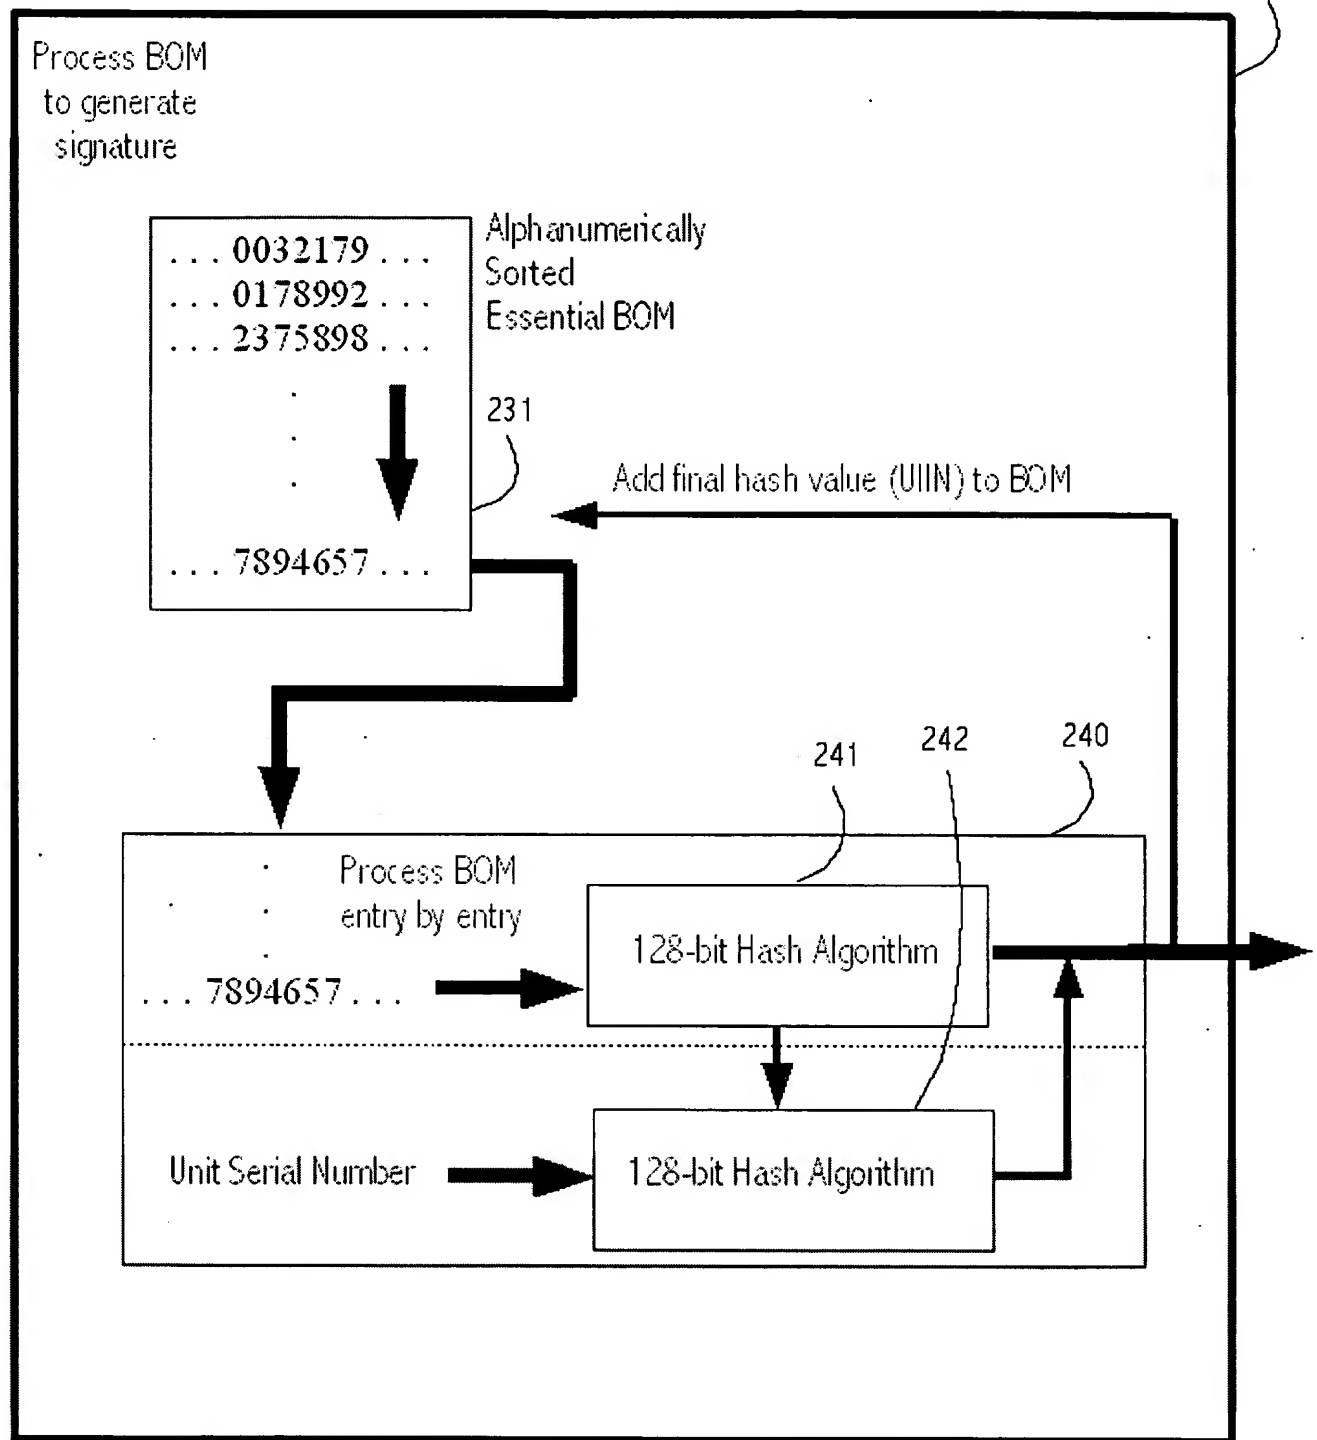 Process BOM
to generate
signature
... 0032179 ...
... 0178992 ...
... 2375898 ...
... 7894657 ...
Alphanumerically
Sorted
Essential BOM
231
Add final hash value (UIIN) to BOM
241
242
240
Process BOM
entry by entry
... 7894657 ...
128-bit Hash Algorithm
Unit Serial Number
128-bit Hash Algorithm